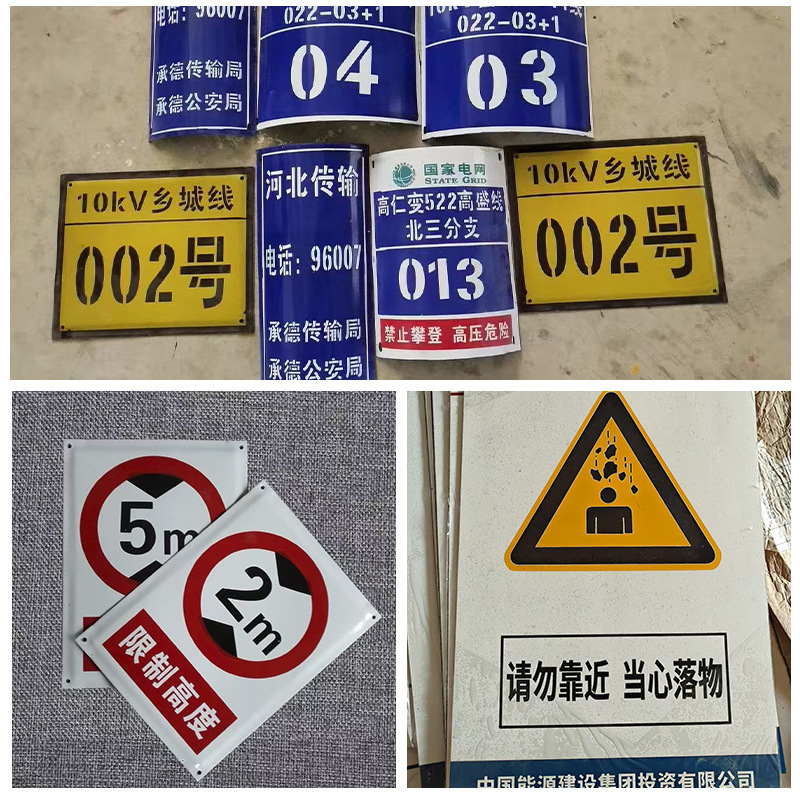 电话: 96007
承德传输局
承德公安局
022-03+1
04
022-03+1
03
10kV乡城线
002号
河北传输
电话: 96007
承德传输局
承德公安局
国家电网
STATE GRID
高仁变522高盛线
北三分支
013
禁止攀登 高压危险
10kV乡城线
002号
5m
2m
限制高度
请勿靠近 当心落物
中国能源建设集团投资有限公司